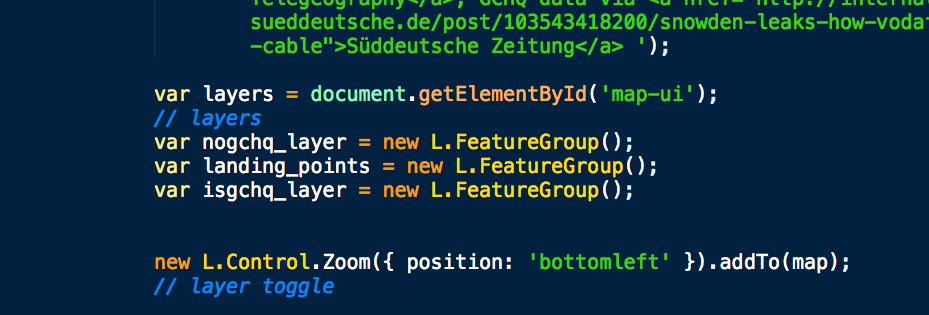 Telegeography</a>, GCHQ data via <a href="http://interna
sueddeutsche.de/post/103543418200/snowden-leaks-how-vodaf
-cable">Süddeutsche Zeitung</a> ');
var layers = document.getElementById('map-ui');
// layers
var nogchq_layer = new L.FeatureGroup();
var landing_points = new L.FeatureGroup();
var isgchq_layer = new L.FeatureGroup();
new L.Control.Zoom({ position: 'bottomleft' }).addTo(map);
// layer toggle